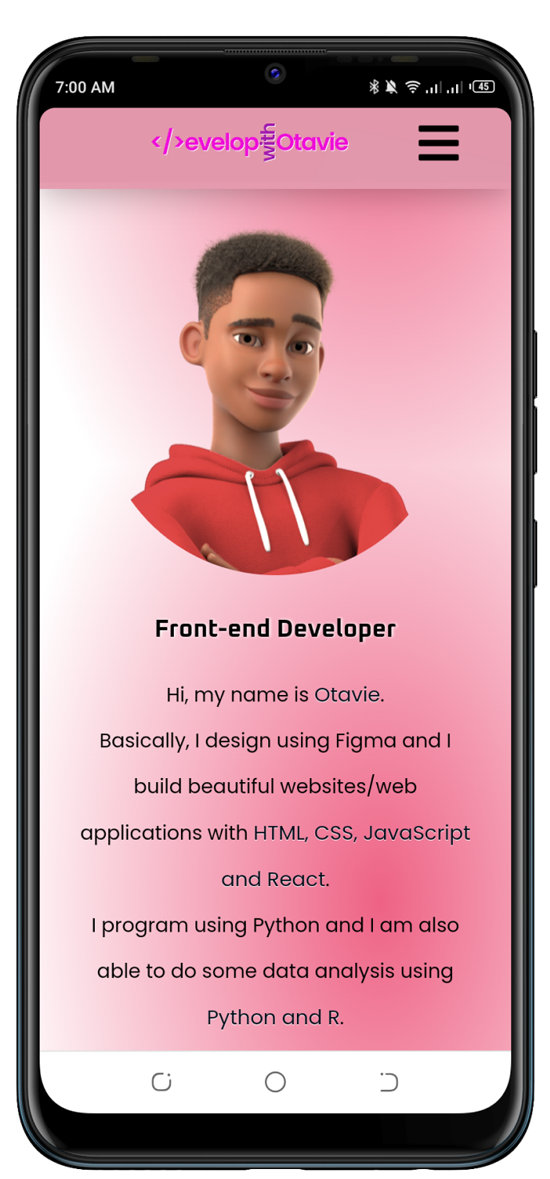 7:00 AM
45
</>evelop with Otavie
Front-end Developer
Hi, my name is Otavie.
Basically, I design using Figma and I
build beautiful websites/web
applications with HTML, CSS, JavaScript
and React.
I program using Python and I am also
able to do some data analysis using
Python and R.